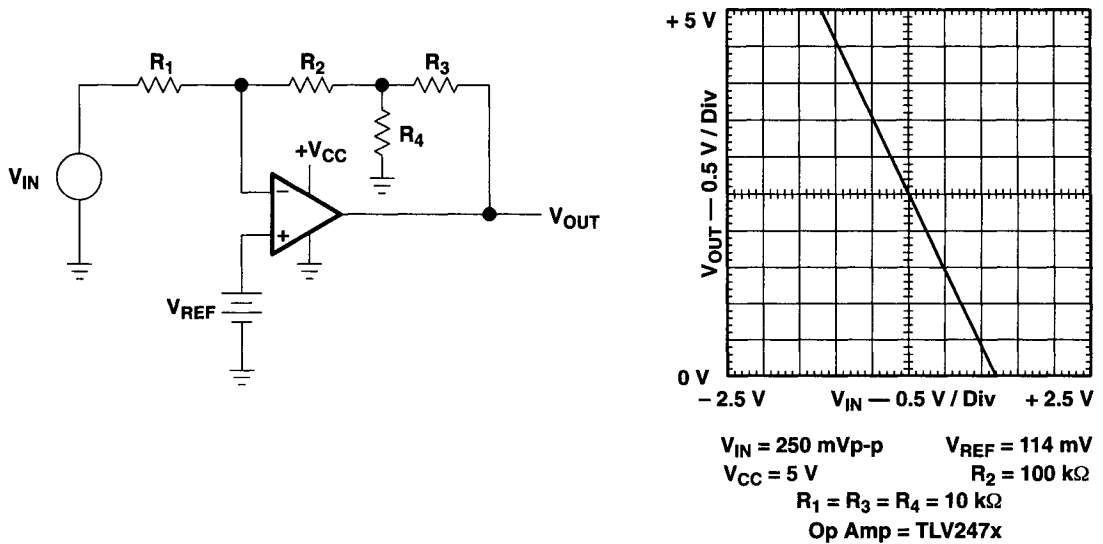 R1
R2
R3
R4
+VCC
VIN
−
+
VOUT
VREF
+ 5 V
VOUT — 0.5 V / Div
0 V
– 2.5 V
VIN — 0.5 V / Div
+ 2.5 V
VIN = 250 mVp-p
VREF = 114 mV
VCC = 5 V
R2 = 100 kΩ
R1 = R3 = R4 = 10 kΩ
Op Amp = TLV247x